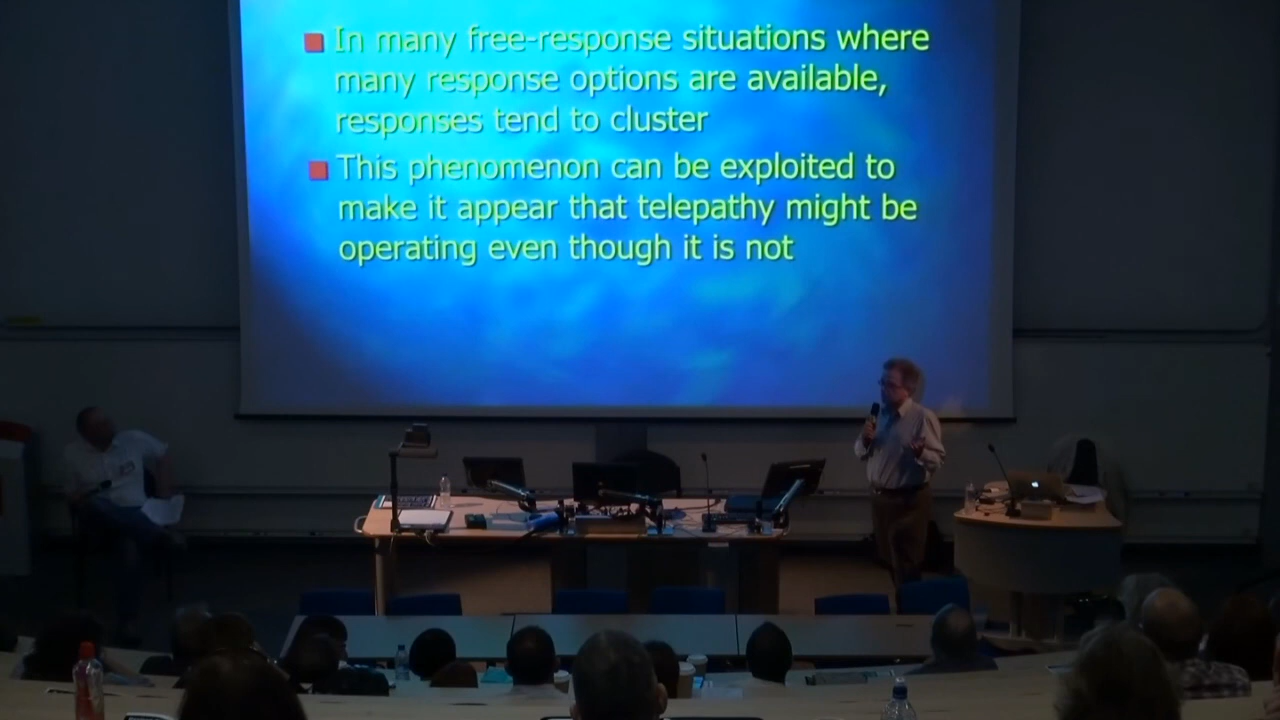 In many free-response situations where
many response options are available,
responses tend to cluster
This phenomenon can be exploited to
make it appear that telepathy might be
operating even though it is not